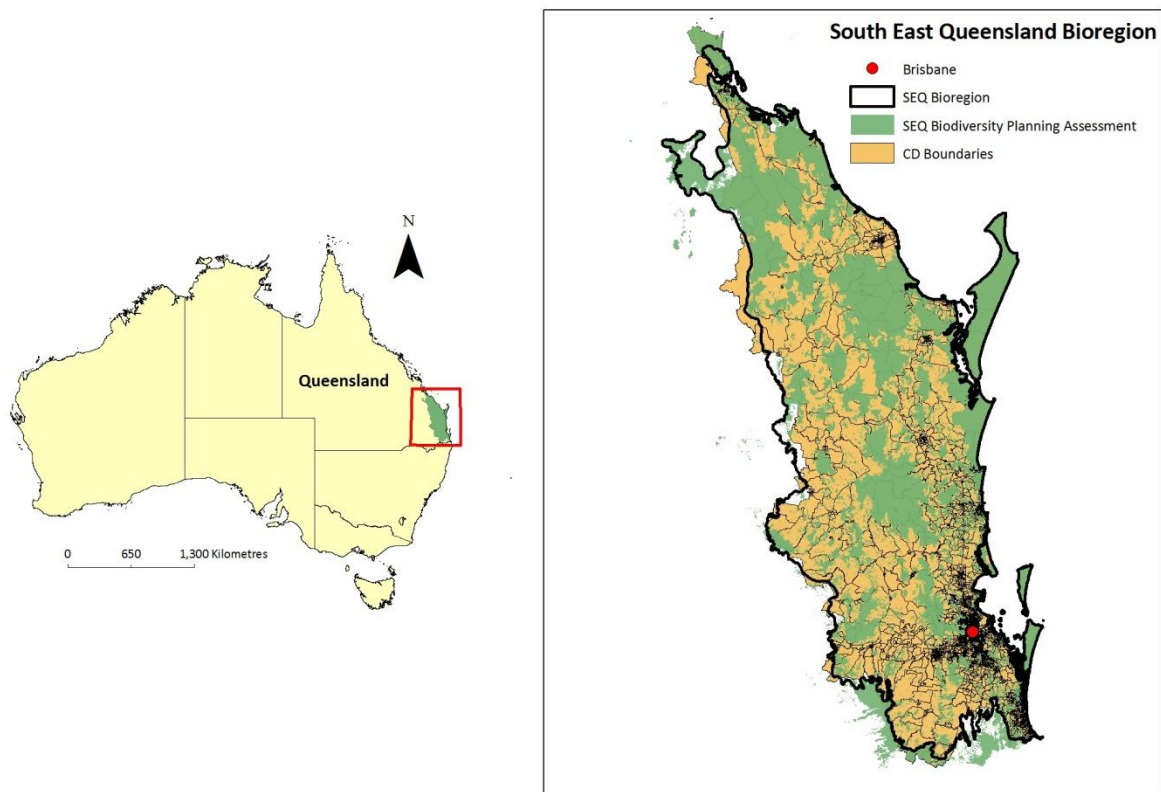 N
Queensland
0 650 1,300 Kilometres
South East Queensland Bioregion
Brisbane
SEQ Bioregion
SEQ Biodiversity Planning Assessment
CD Boundaries